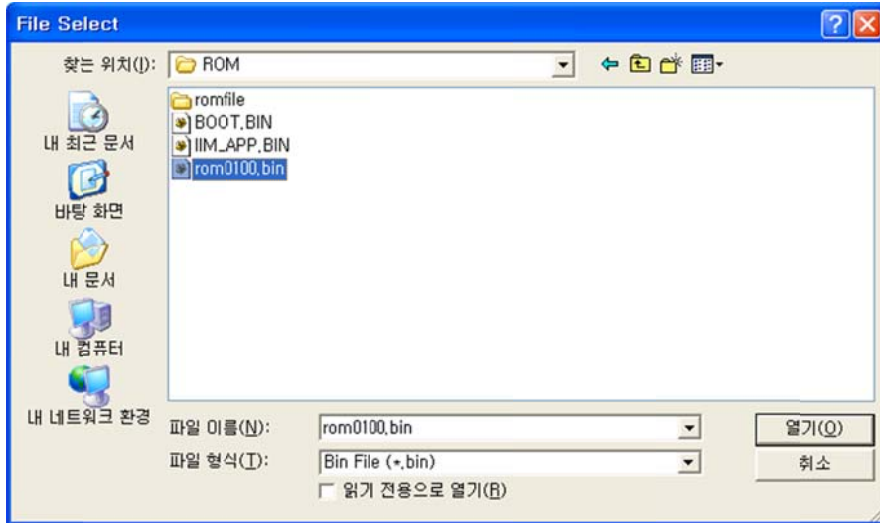 File Select
찾는 위치(I):
ROM
romfile
BOOT.BIN
IIM_APP.BIN
rom0100.bin
내 최근 문서
바탕 화면
내 문서
내 컴퓨터
내 네트워크 환경
파일 이름(N):
rom0100.bin
열기(O)
파일 형식(T):
Bin File (*.bin)
취소
읽기 전용으로 열기(R)